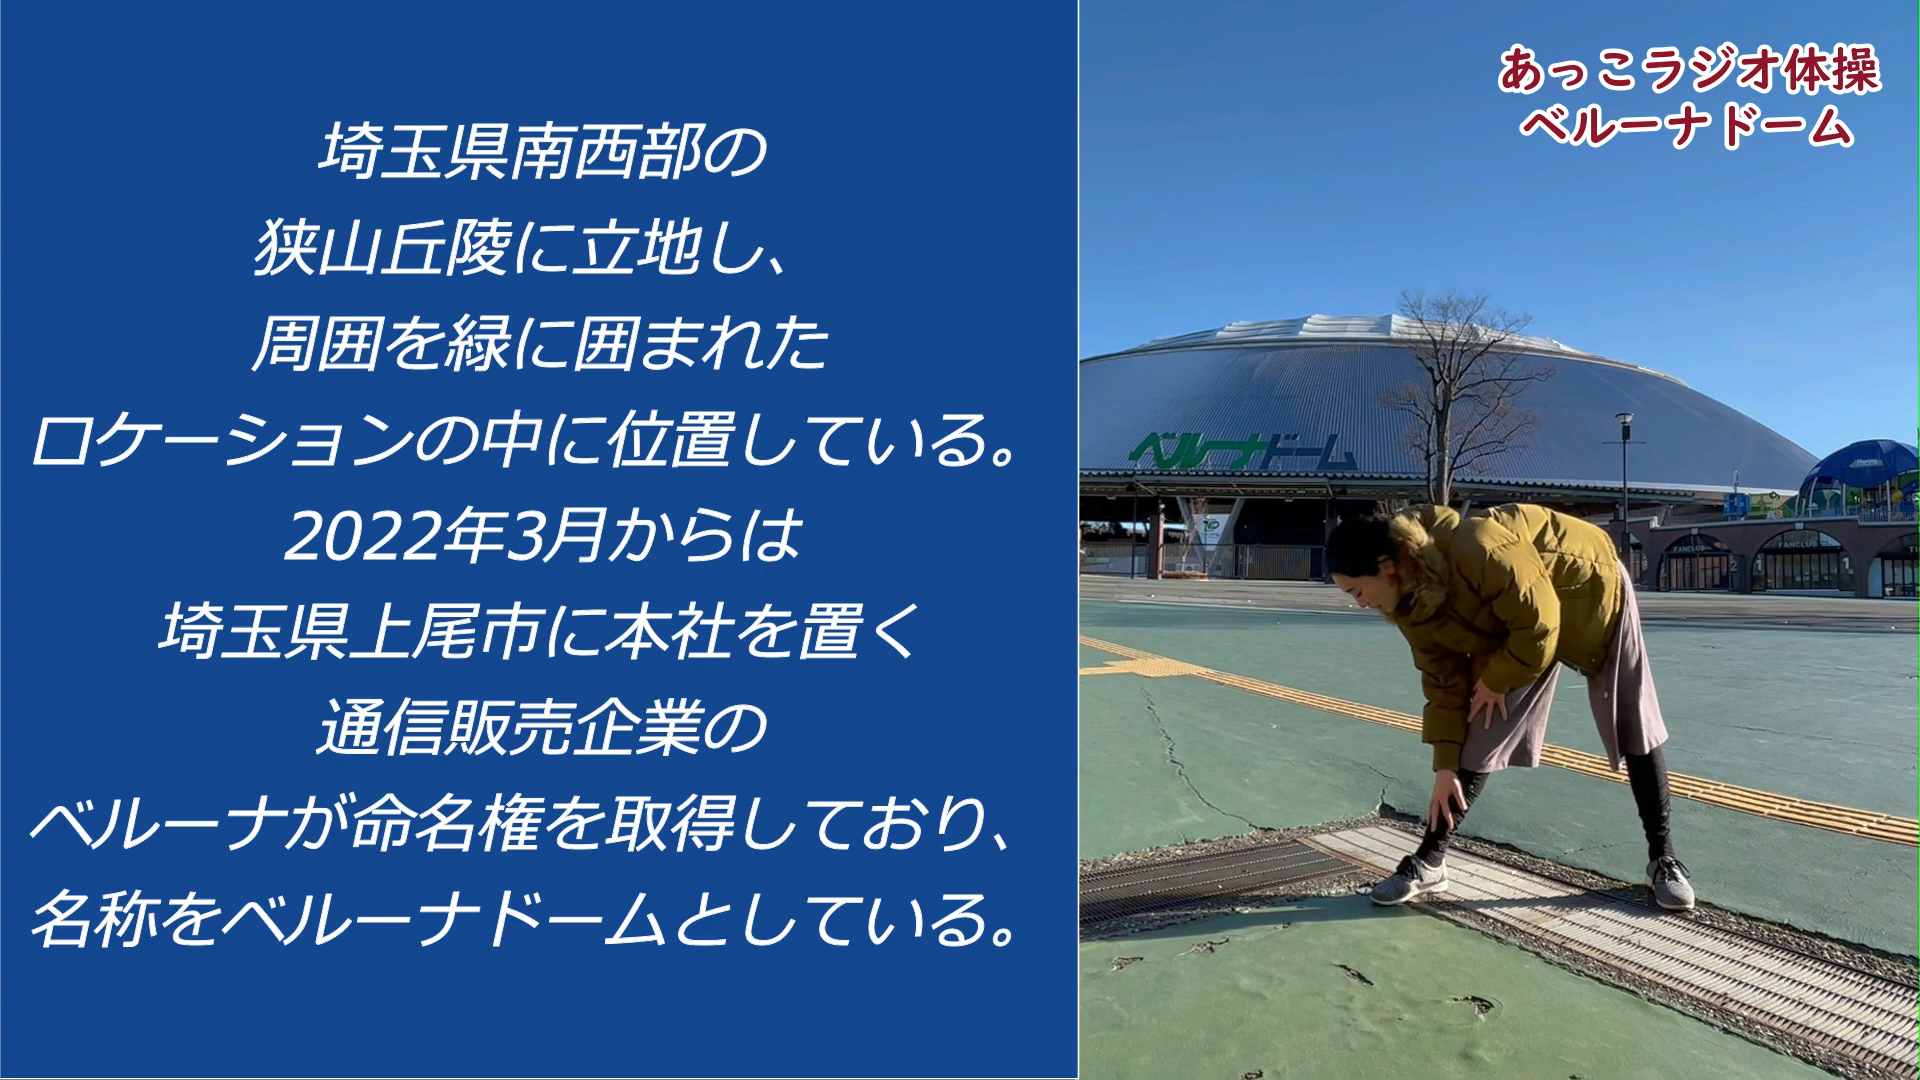 埼玉県南西部の
狭山丘陵に立地し、
周囲を緑に囲まれた
ロケーションの中に位置している。
2022年3月からは
埼玉県上尾市に本社を置く
通信販売企業の
ベルーナが命名権を取得しており、
名称をベルーナドームとしている。
あっこラジオ体操
ベルーナドーム
ベルーナドーム
FANCLUB
FANCLUB
2
1
1